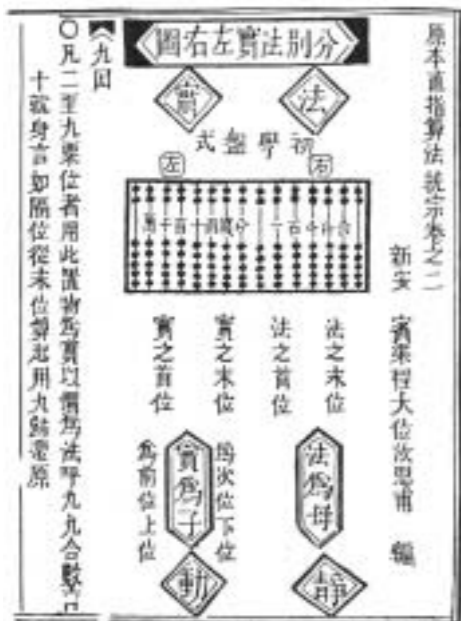 原本直指算法統宗卷之二
新安 賓渠程大位汝思甫 編
分別法實左右圖
法
實
初學盤式
右
左
法之末位
法之首位
實之末位
實之首位
法為母
靜
為次位下位
實為子
為前位上位
動
九因
○凡二至九單位者用此置物為實以價為法呼九九合數言
十就身言如隔位從末位算起用九歸還原